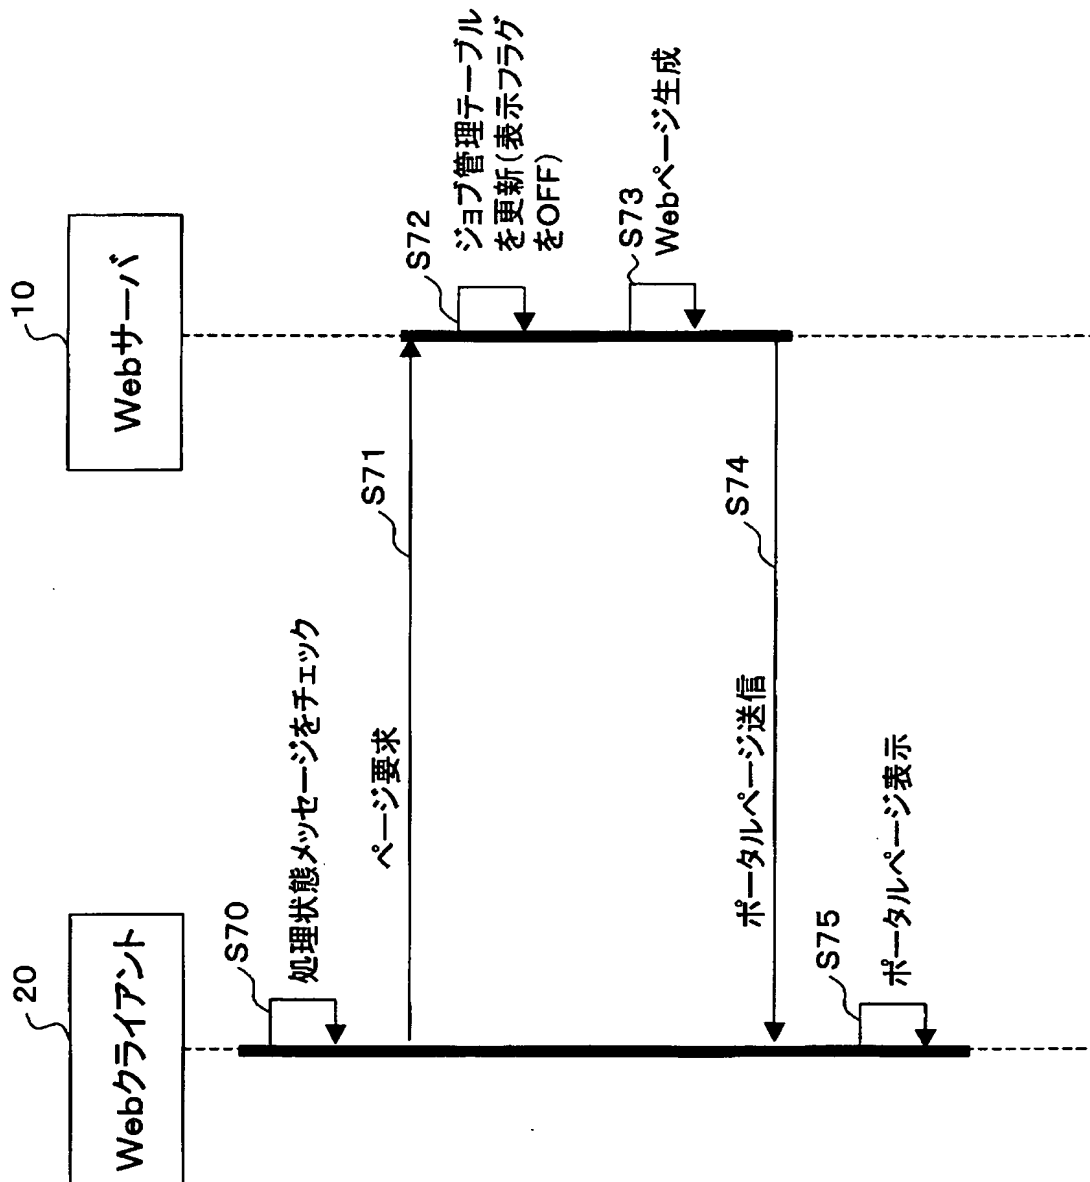 20
Webクライアント
10
Webサーバ
S70
処理状態メッセージをチェック
S71
ページ要求
S72
ジョブ管理テーブル
を更新(表示フラグ
をOFF)
S73
Webページ生成
S74
ポータルページ送信
S75
ポータルページ表示